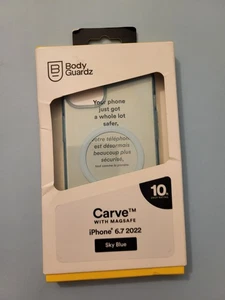 Body
Guardz
Your phone
just got
a whole
lot safer.
Votre téléphone
est désormais
beaucoup plus
sécurisé.
10
Carve™
WITH MAGSAFE
iPhone® 6.7 2022
Sky Blue